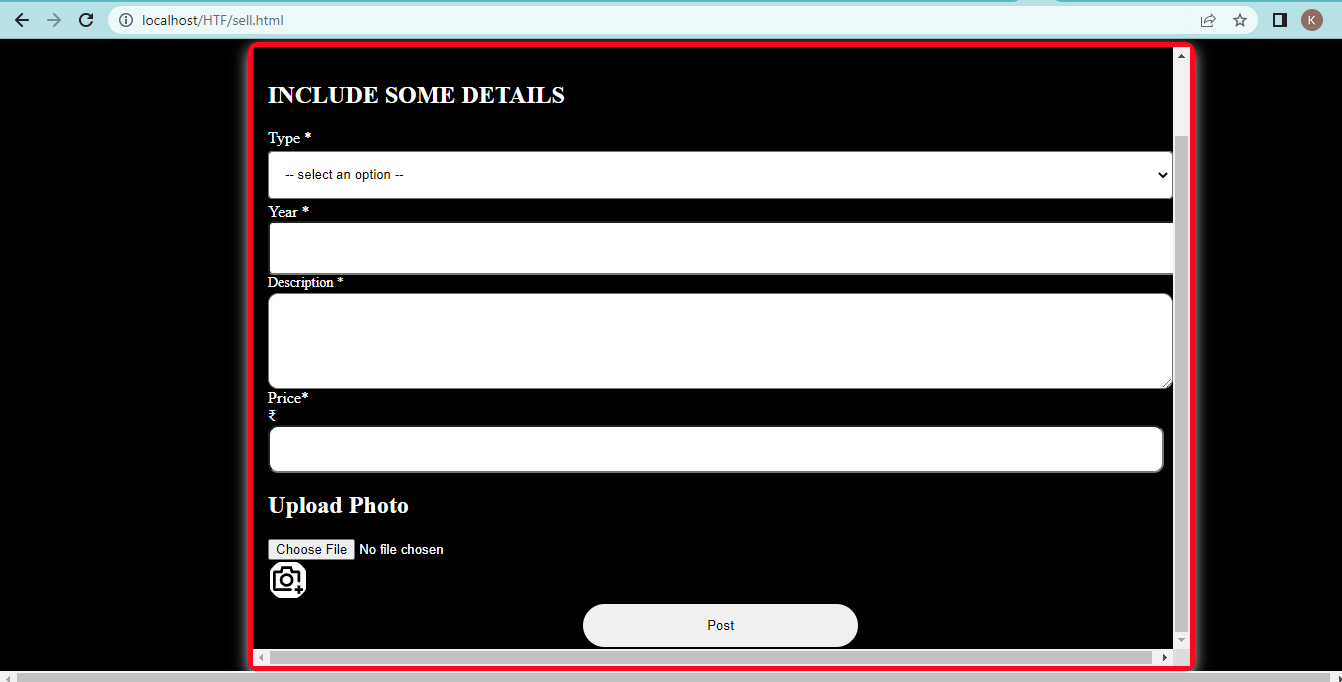 localhost/HTF/sell.html
K
INCLUDE SOME DETAILS
Type *
-- select an option --
Year *
Description *
Price*
₹
Upload Photo
Choose File No file chosen
Post